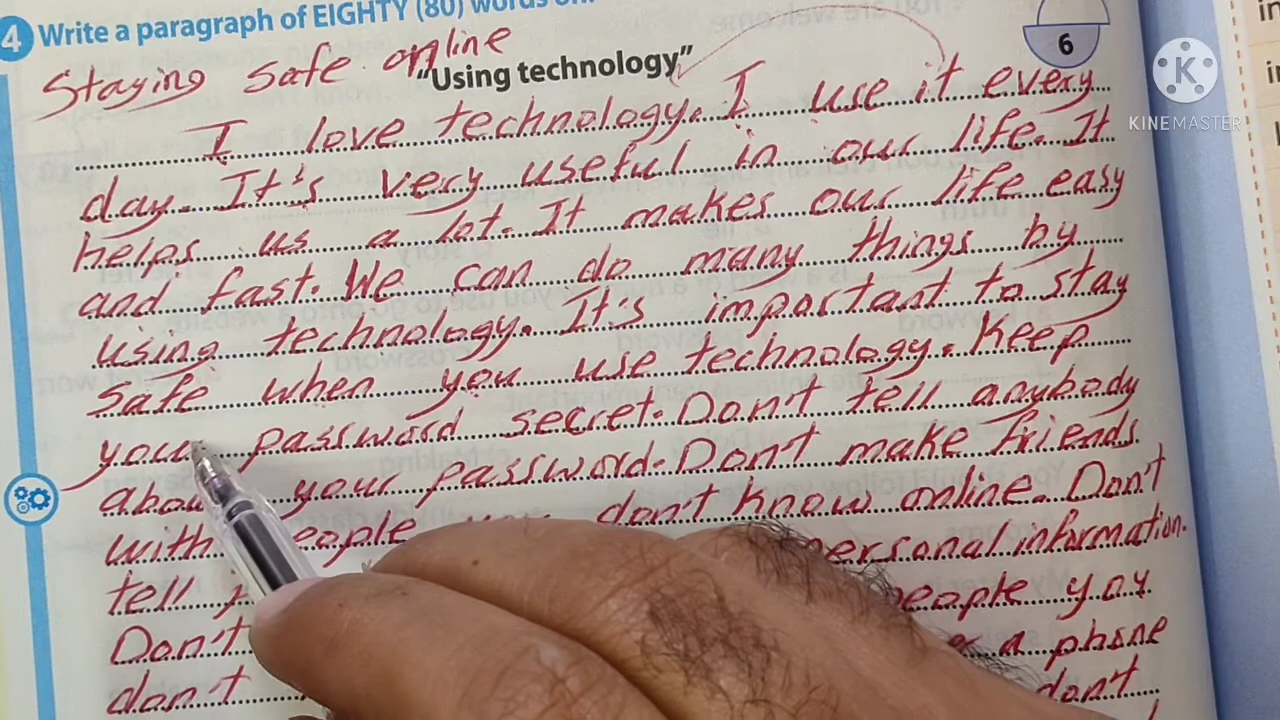 4 Write a paragraph of EIGHTY (80) words on:
6
Staying safe online
"Using technology"
KINEMASTER
I love technology. I use it every
day. It's very useful in our life. It
helps us a lot. It makes our life easy
and fast. We can do many things by
using technology. It's important to stay
safe when you use technology. Keep
your password secret. Don't tell anybody
about your password. Don't make friends
with people you don't know online. Don't
tell personal information.
Don't people you
don't a phone
don't